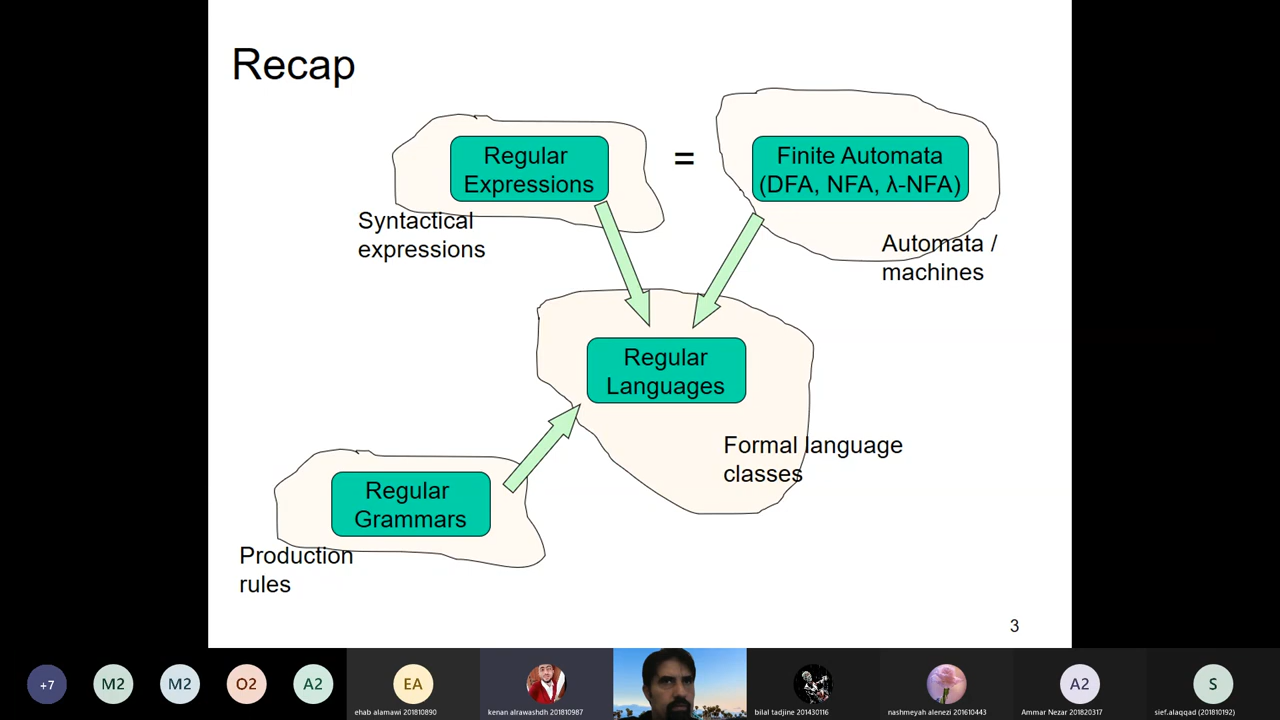 Recap
Regular
Expressions
=
Finite Automata
(DFA, NFA, λ-NFA)
Syntactical
expressions
Automata /
machines
Regular
Languages
Formal language
classes
Regular
Grammars
Production
rules
3
+7
M2
M2
O2
A2
EA
ehab alamawi 201810890
kenan alrawashdh 201810987
bilal tadjine 201430116
nashmeyah alenezi 201610443
A2
Ammar Nezar 201820317
S
sief.alaqqad (201810192)